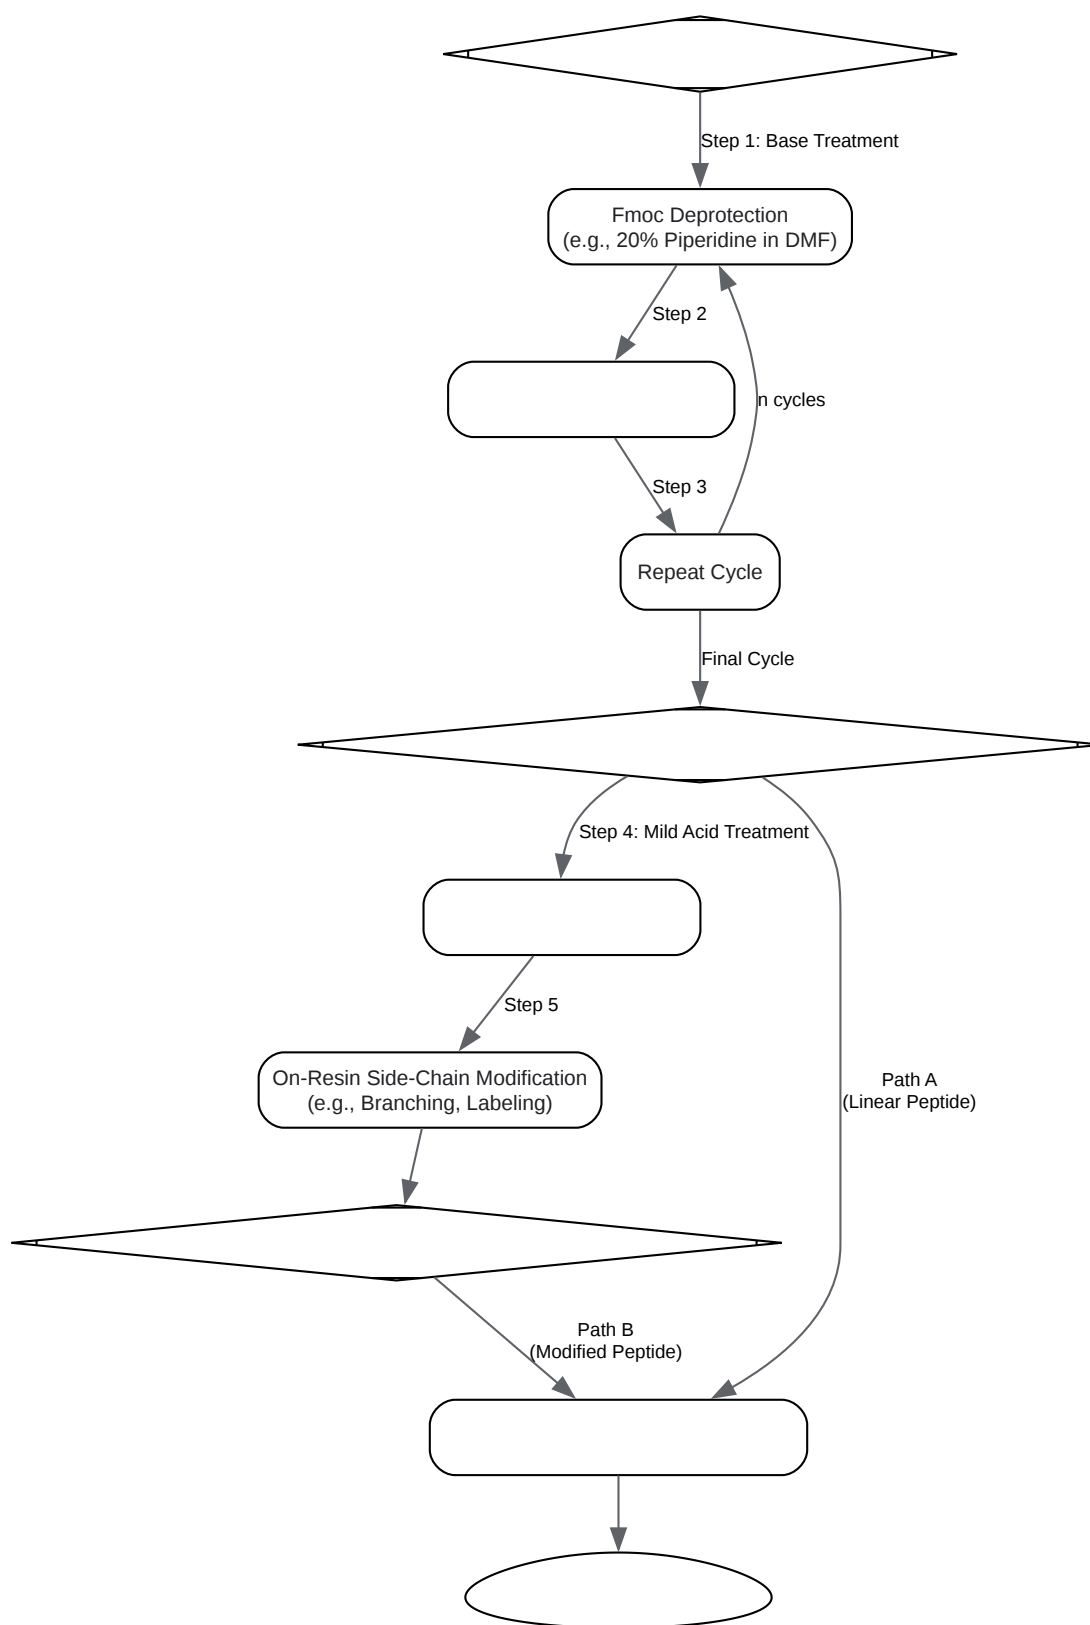 Step 1: Base Treatment
Fmoc Deprotection
(e.g., 20% Piperidine in DMF)
Step 2
n cycles
Step 3
Repeat Cycle
Final Cycle
Step 4: Mild Acid Treatment
Step 5
On-Resin Side-Chain Modification
(e.g., Branching, Labeling)
Path A
(Linear Peptide)
Path B
(Modified Peptide)